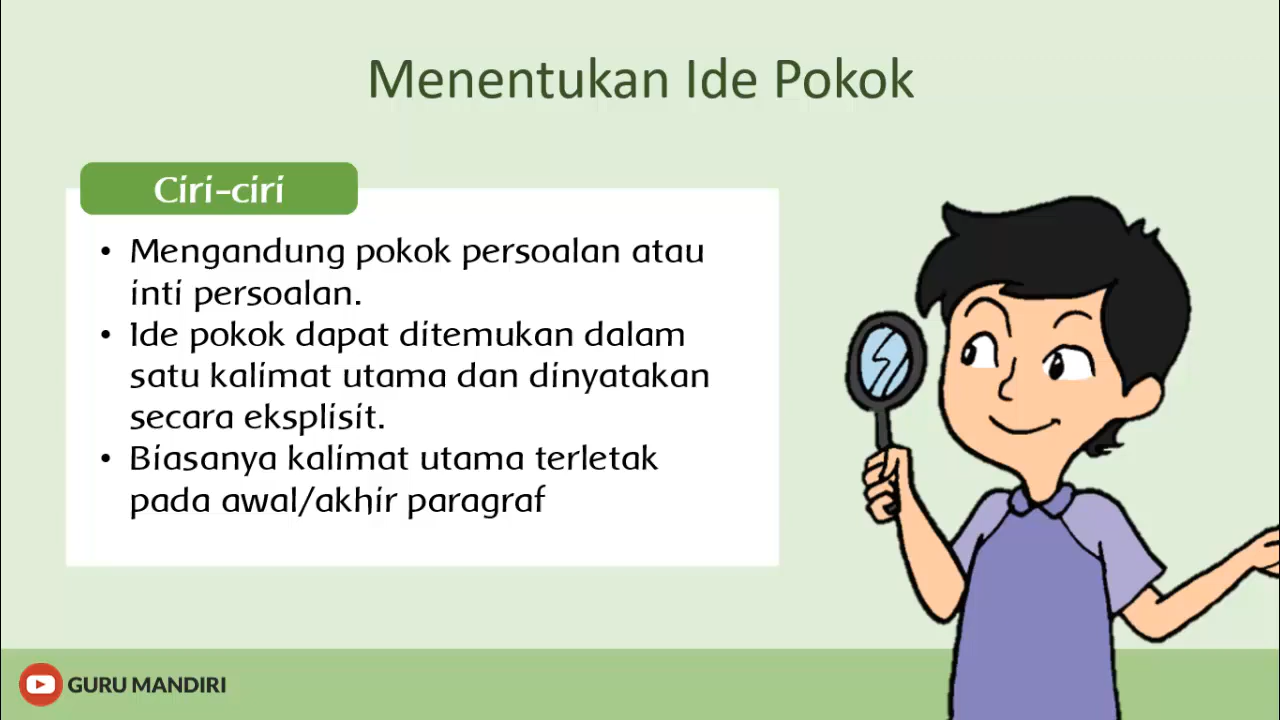 Menentukan Ide Pokok
Ciri-ciri
• Mengandung pokok persoalan atau
inti persoalan.
• Ide pokok dapat ditemukan dalam
satu kalimat utama dan dinyatakan
secara eksplisit.
• Biasanya kalimat utama terletak
pada awal/akhir paragraf
GURU MANDIRI